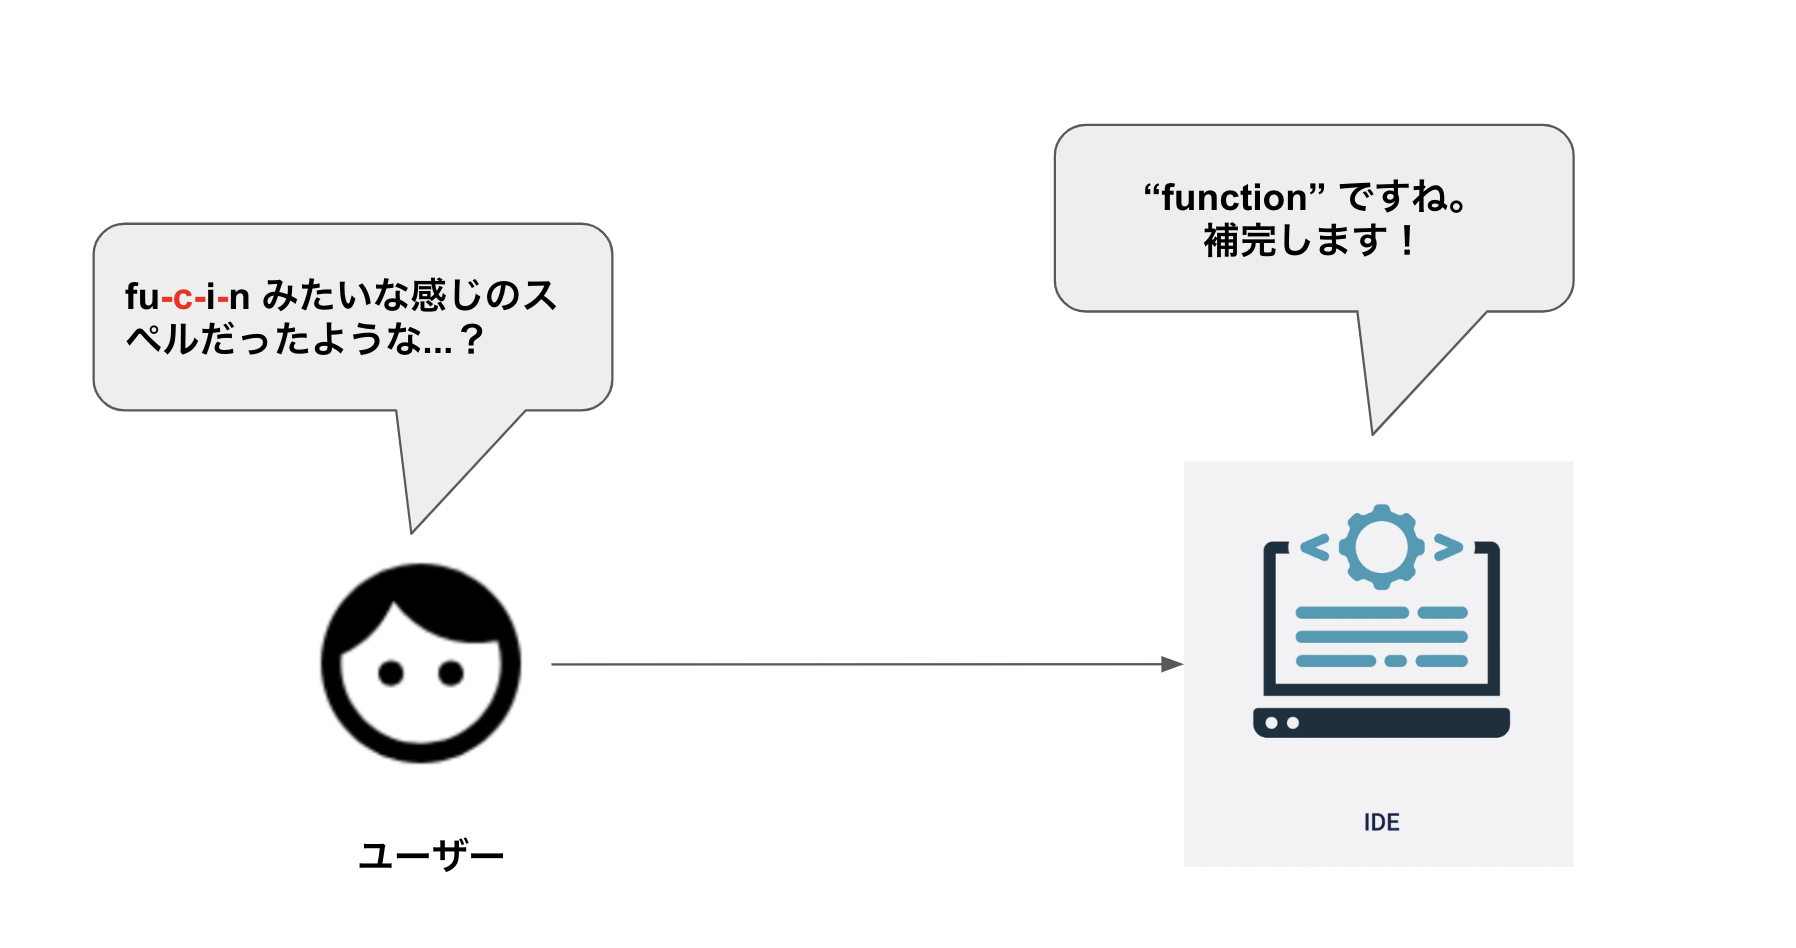 fu-c-i-n みたいな感じのス
ペルだったような...？
“function” ですね。
補完します！
ユーザー
IDE